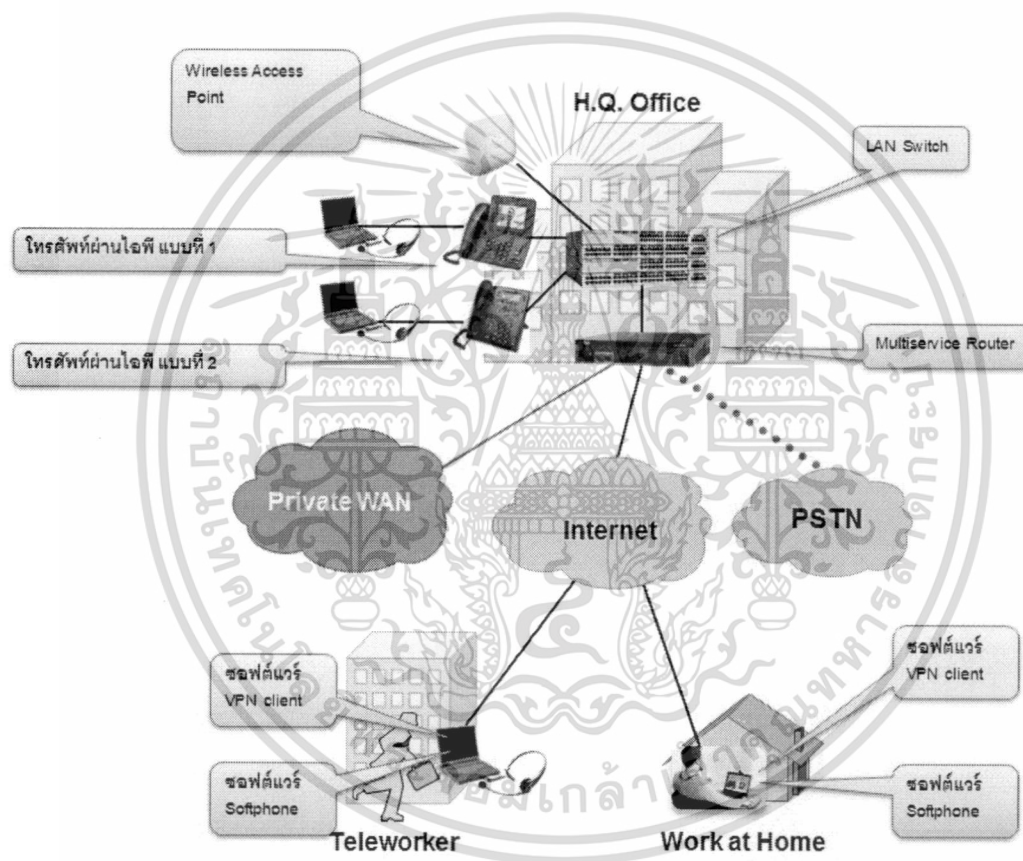 Wireless Access
Point
H.Q. Office
LAN Switch
โทรศัพท์ผ่านไอพี แบบที่ 1
โทรศัพท์ผ่านไอพี แบบที่ 2
Multiservice Router
Private WAN
Internet
PSTN
ซอฟต์แวร์
VPN client
ซอฟต์แวร์
Softphone
Teleworker
ซอฟต์แวร์
VPN client
ซอฟต์แวร์
Softphone
Work at Home